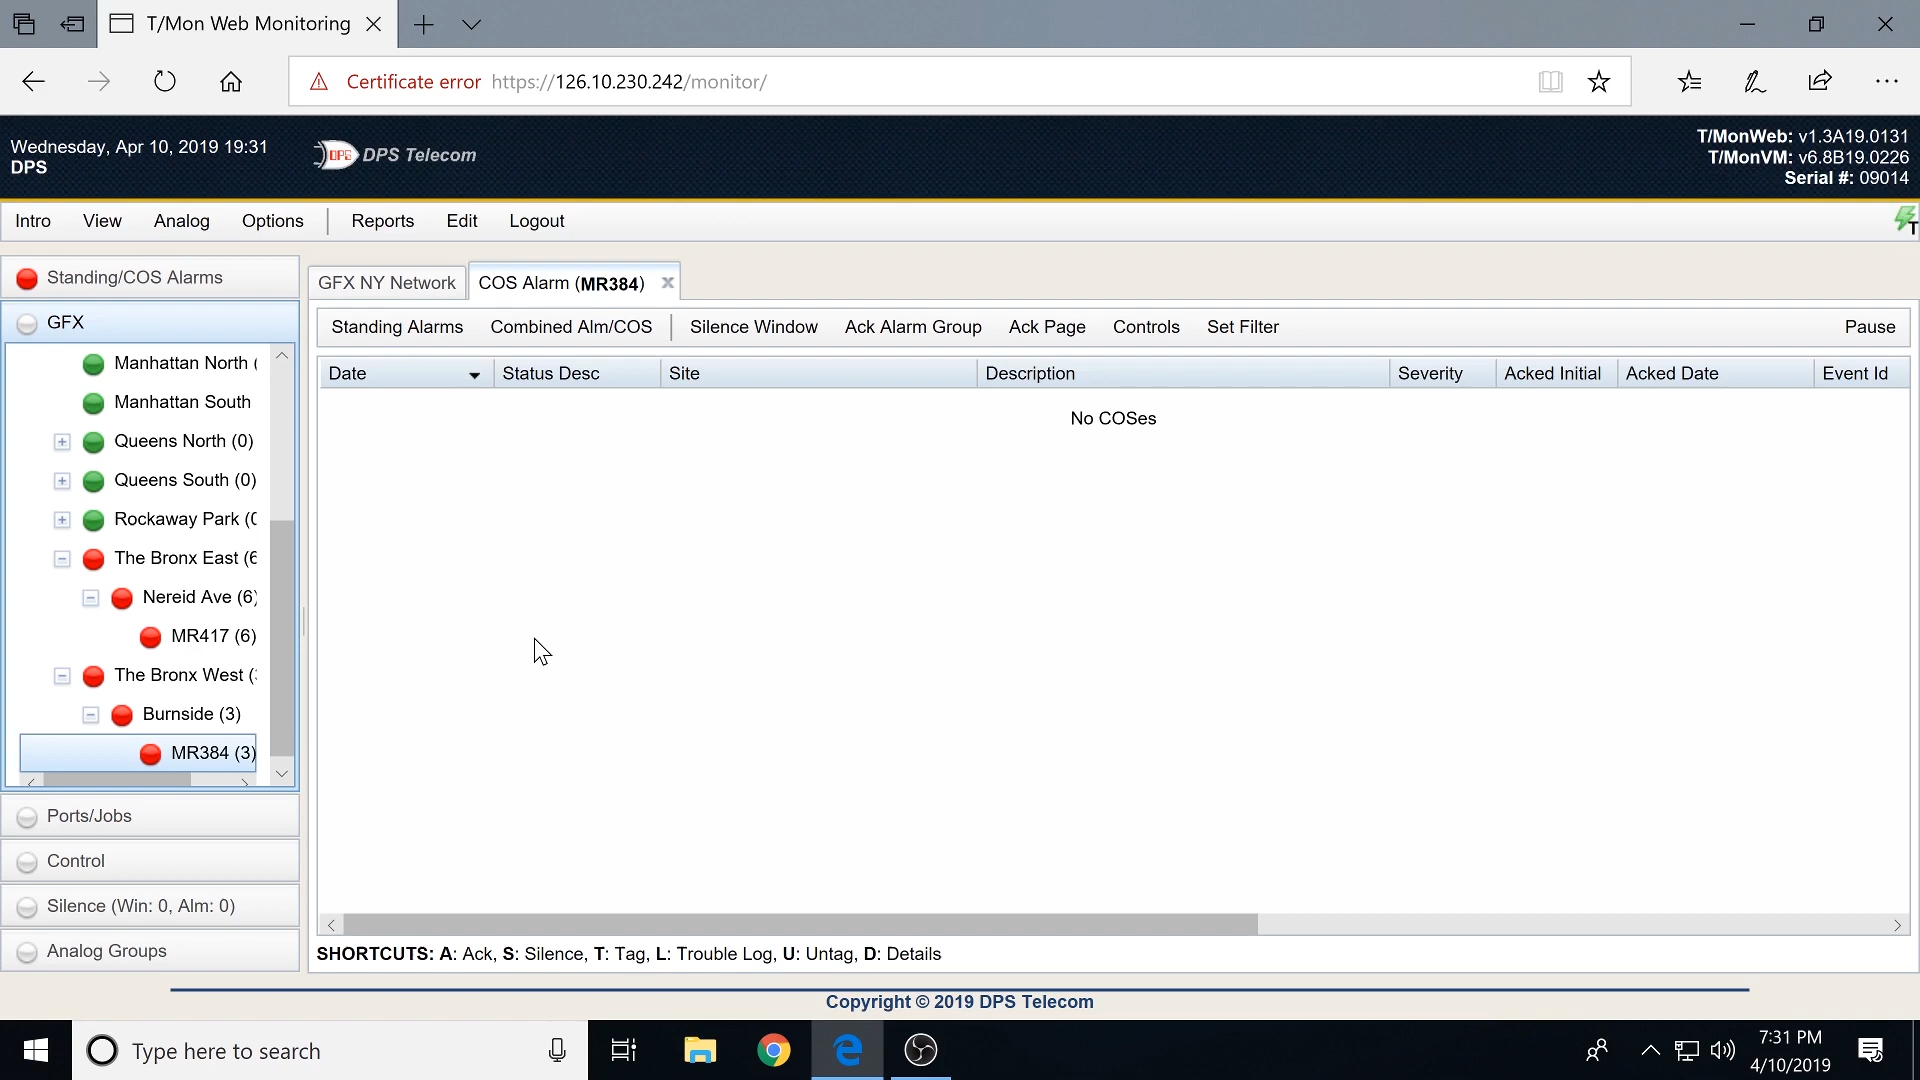 T/Mon Web Monitoring
Certificate error https://126.10.230.242/monitor/
Wednesday, Apr 10, 2019 19:31
DPS
DPS DPS Telecom
T/MonWeb: v1.3A19.0131
T/MonVM: v6.8B19.0226
Serial #: 09014
Intro View Analog Options Reports Edit Logout
T
Standing/COS Alarms
GFX
Manhattan North (
Manhattan South
Queens North (0)
Queens South (0)
Rockaway Park (0
The Bronx East (6
Nereid Ave (6)
MR417 (6)
The Bronx West (3
Burnside (3)
MR384 (3)
Ports/Jobs
Control
Silence (Win: 0, Alm: 0)
Analog Groups
GFX NY Network COS Alarm (MR384)
Standing Alarms Combined Alm/COS Silence Window Ack Alarm Group Ack Page Controls Set Filter Pause
Date Status Desc Site Description Severity Acked Initial Acked Date Event Id
No COSes
SHORTCUTS: A: Ack, S: Silence, T: Tag, L: Trouble Log, U: Untag, D: Details
Copyright © 2019 DPS Telecom
Type here to search
7:31 PM
4/10/2019